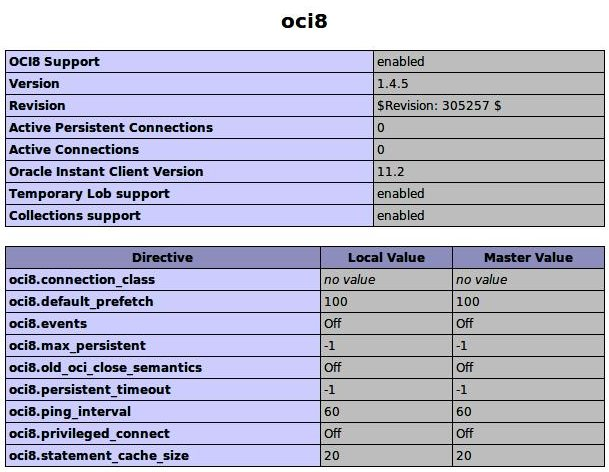 oci8
OCI8 Support enabled
Version 1.4.5
Revision $Revision: 305257 $
Active Persistent Connections 0
Active Connections 0
Oracle Instant Client Version 11.2
Temporary Lob support enabled
Collections support enabled
Directive Local Value Master Value
oci8.connection_class no value no value
oci8.default_prefetch 100 100
oci8.events Off Off
oci8.max_persistent -1 -1
oci8.old_oci_close_semantics Off Off
oci8.persistent_timeout -1 -1
oci8.ping_interval 60 60
oci8.privileged_connect Off Off
oci8.statement_cache_size 20 20